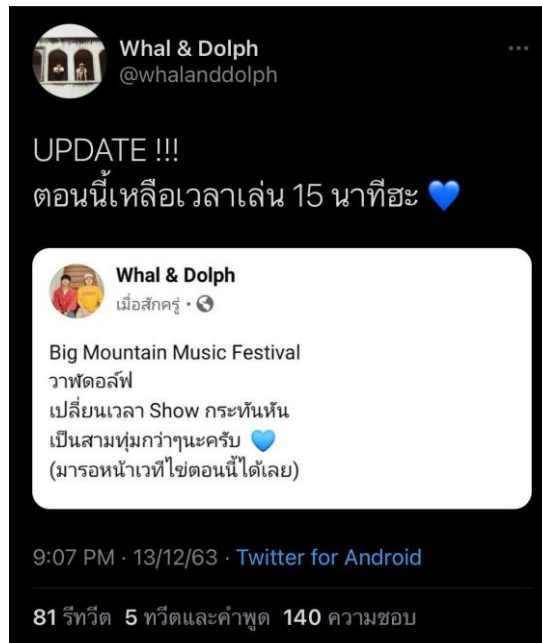 Whal & Dolph
@whalanddolph
UPDATE !!!
ตอนนี้เหลือเวลาเล่น 15 นาทีฮะ 💙
Whal & Dolph
เมื่อสักครู่ ·
Big Mountain Music Festival
วาฬดอล์ฟ
เปลี่ยนเวลา Show กระทันหัน
เป็นสามทุ่มกว่าๆนะครับ 💙
(มารอหน้าเวทีไข่ตอนนี้ได้เลย)
9:07 PM · 13/12/63 · Twitter for Android
81 รีทวีต 5 ทวีตและคำพูด 140 ความชอบ